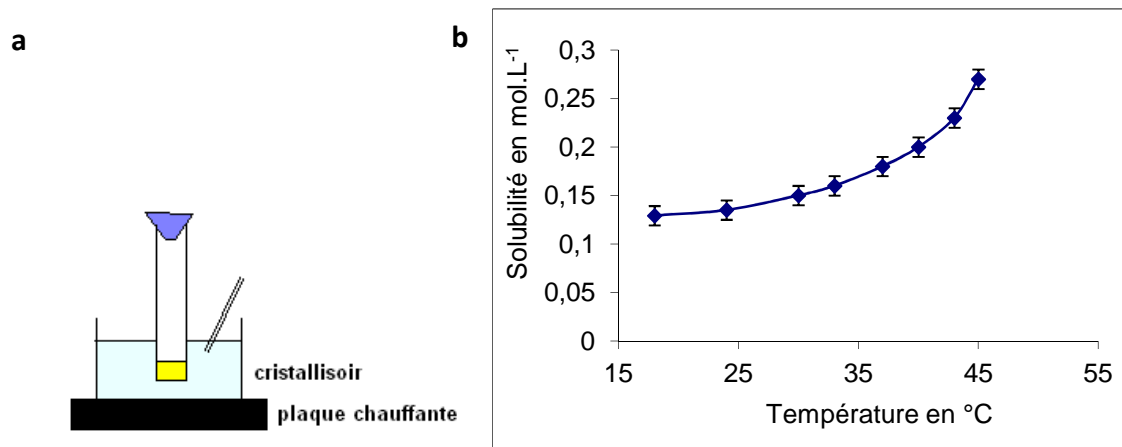 a
cristallisoir
plaque chauffante
b
Solubilité en mol.L⁻¹
0,3
0,25
0,2
0,15
0,1
0,05
0
15 25 35 45 55
Température en °C